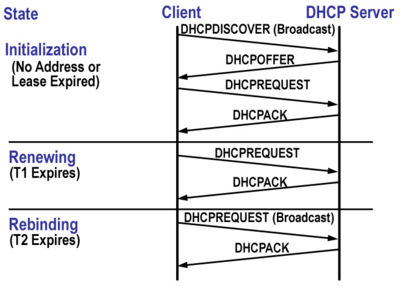 State Client DHCP Server
DHCPDISCOVER (Broadcast)
Initialization
(No Address or
Lease Expired)
DHCPOFFER
DHCPREQUEST
DHCPACK
Renewing
(T1 Expires)
DHCPREQUEST
DHCPACK
Rebinding
(T2 Expires)
DHCPREQUEST (Broadcast)
DHCPACK